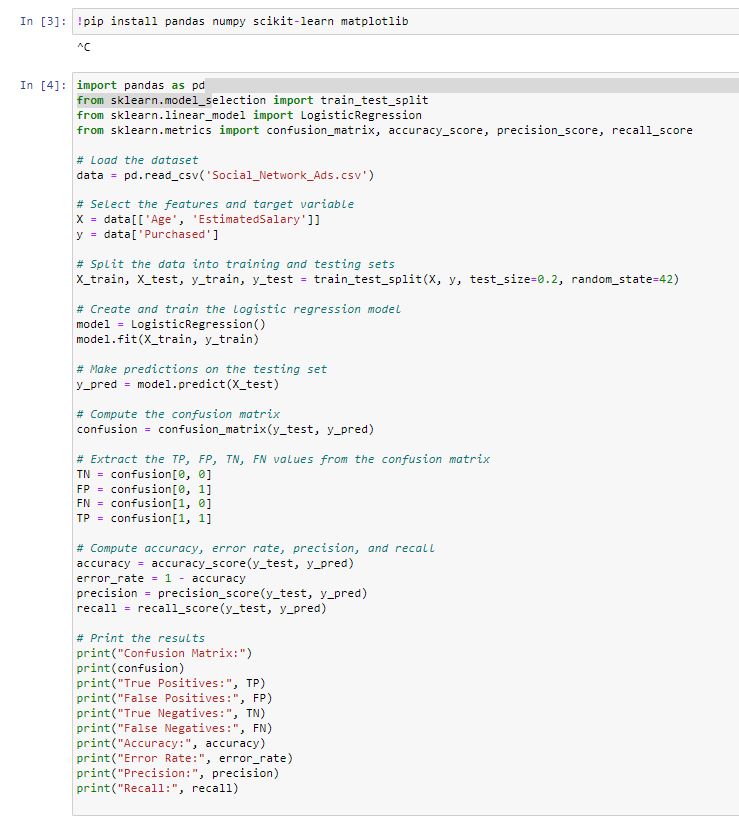 In [3]: !pip install pandas numpy scikit-learn matplotlib
^C
In [4]: import pandas as pd
from sklearn.model_selection import train_test_split
from sklearn.linear_model import LogisticRegression
from sklearn.metrics import confusion_matrix, accuracy_score, precision_score, recall_score

# Load the dataset
data = pd.read_csv('Social_Network_Ads.csv')

# Select the features and target variable
X = data[['Age', 'EstimatedSalary']]
y = data['Purchased']

# Split the data into training and testing sets
X_train, X_test, y_train, y_test = train_test_split(X, y, test_size=0.2, random_state=42)

# Create and train the logistic regression model
model = LogisticRegression()
model.fit(X_train, y_train)

# Make predictions on the testing set
y_pred = model.predict(X_test)

# Compute the confusion matrix
confusion = confusion_matrix(y_test, y_pred)

# Extract the TP, FP, TN, FN values from the confusion matrix
TN = confusion[0, 0]
FP = confusion[0, 1]
FN = confusion[1, 0]
TP = confusion[1, 1]

# Compute accuracy, error rate, precision, and recall
accuracy = accuracy_score(y_test, y_pred)
error_rate = 1 - accuracy
precision = precision_score(y_test, y_pred)
recall = recall_score(y_test, y_pred)

# Print the results
print("Confusion Matrix:")
print(confusion)
print("True Positives:", TP)
print("False Positives:", FP)
print("True Negatives:", TN)
print("False Negatives:", FN)
print("Accuracy:", accuracy)
print("Error Rate:", error_rate)
print("Precision:", precision)
print("Recall:", recall)